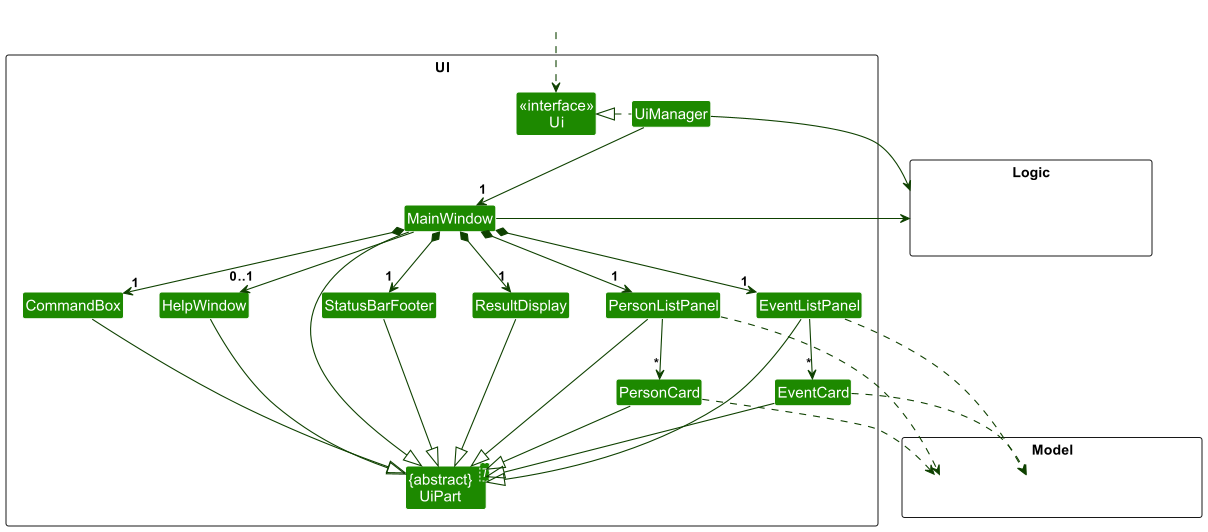 UI
«interface»
Ui
UiManager
Logic
1
MainWindow
1
0..1
1
1
1
1
CommandBox
HelpWindow
StatusBarFooter
ResultDisplay
PersonListPanel
EventListPanel
*
*
PersonCard
EventCard
Model
{abstract}
UiPart